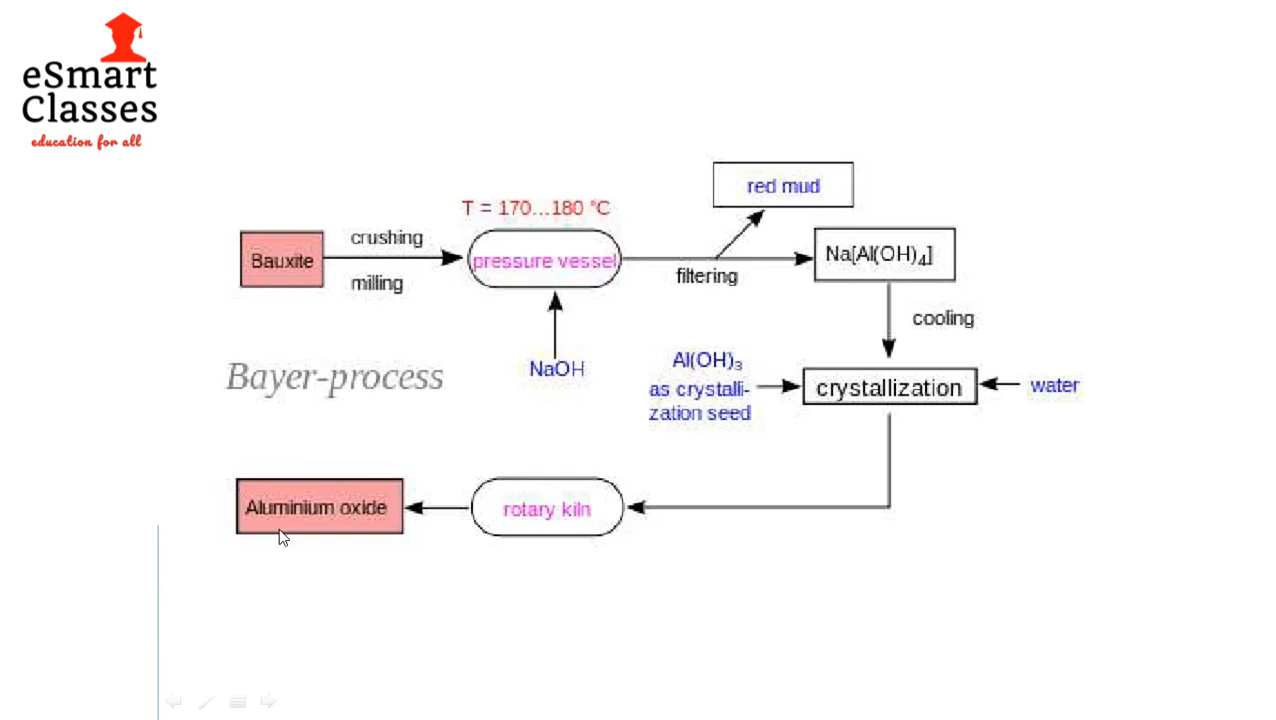 eSmart
Classes
education for all
red mud
T = 170...180 °C
crushing
Bauxite
pressure vessel
Na[Al(OH)₄]
milling
filtering
cooling
NaOH
Al(OH)₃
as crystalli-
zation seed
Bayer-process
crystallization
water
Aluminium oxide
rotary kiln